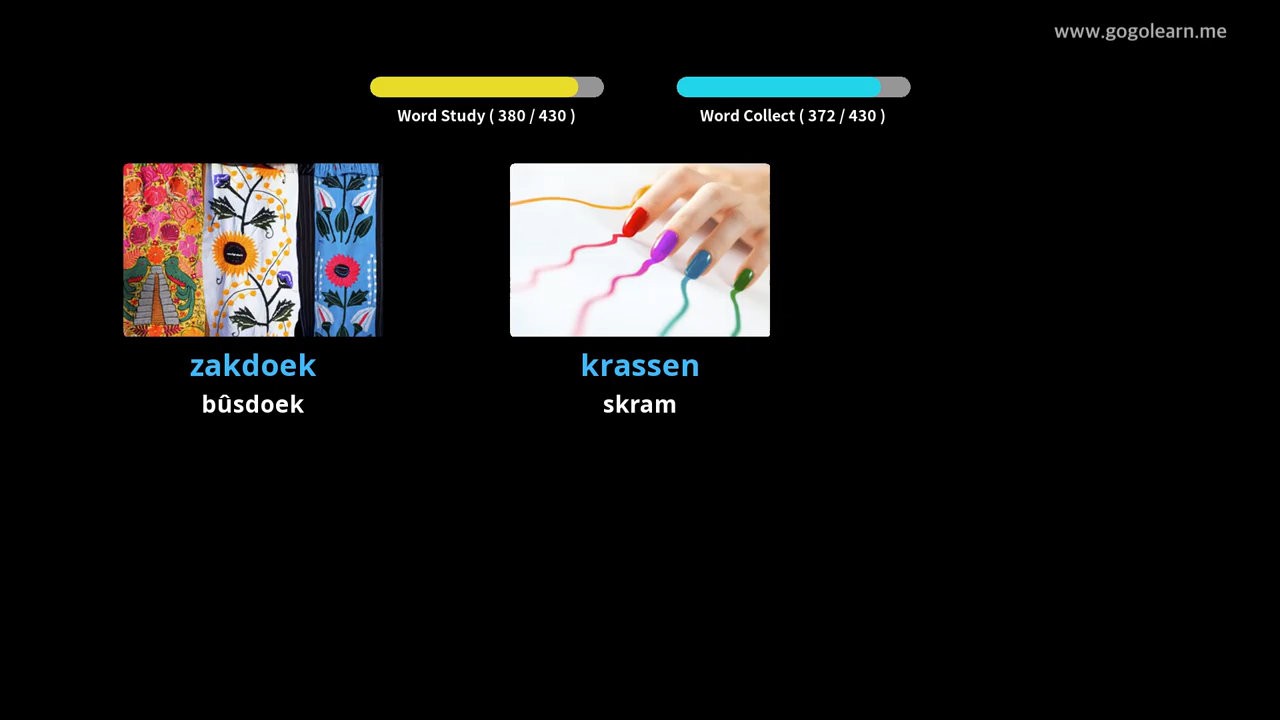 www.gogolearn.me
Word Study ( 380 / 430 )
Word Collect ( 372 / 430 )
zakdoek
krassen
bûsdoek
skram